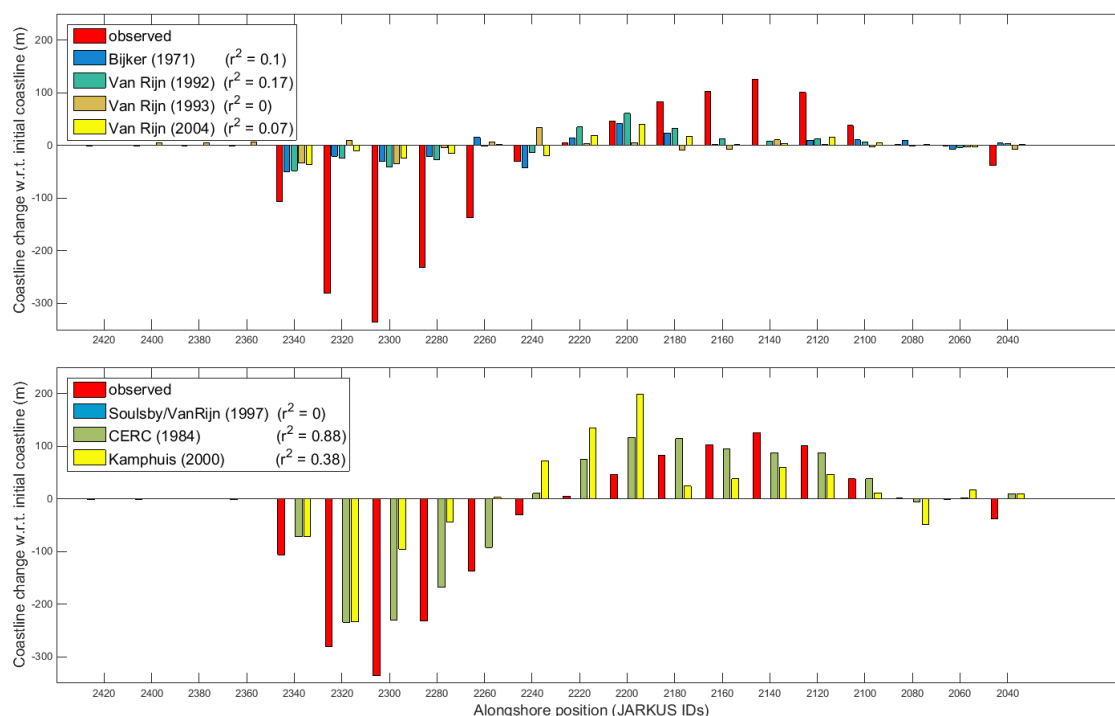 Coastline change w.r.t. initial coastline (m)
200
100
0
-100
-200
-300
observed
Bijker (1971) (r² = 0.1)
Van Rijn (1992) (r² = 0.17)
Van Rijn (1993) (r² = 0)
Van Rijn (2004) (r² = 0.07)
2420 2400 2380 2360 2340 2320 2300 2280 2260 2240 2220 2200 2180 2160 2140 2120 2100 2080 2060 2040
Coastline change w.r.t. initial coastline (m)
200
100
0
-100
-200
-300
observed
Soulsby/VanRijn (1997) (r² = 0)
CERC (1984) (r² = 0.88)
Kamphuis (2000) (r² = 0.38)
2420 2400 2380 2360 2340 2320 2300 2280 2260 2240 2220 2200 2180 2160 2140 2120 2100 2080 2060 2040
Alongshore position (JARKUS IDs)